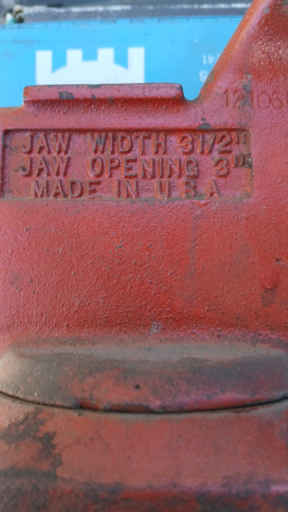 JAW WIDTH 3 1/2"
JAW OPENING 3"
MADE IN U.S.A